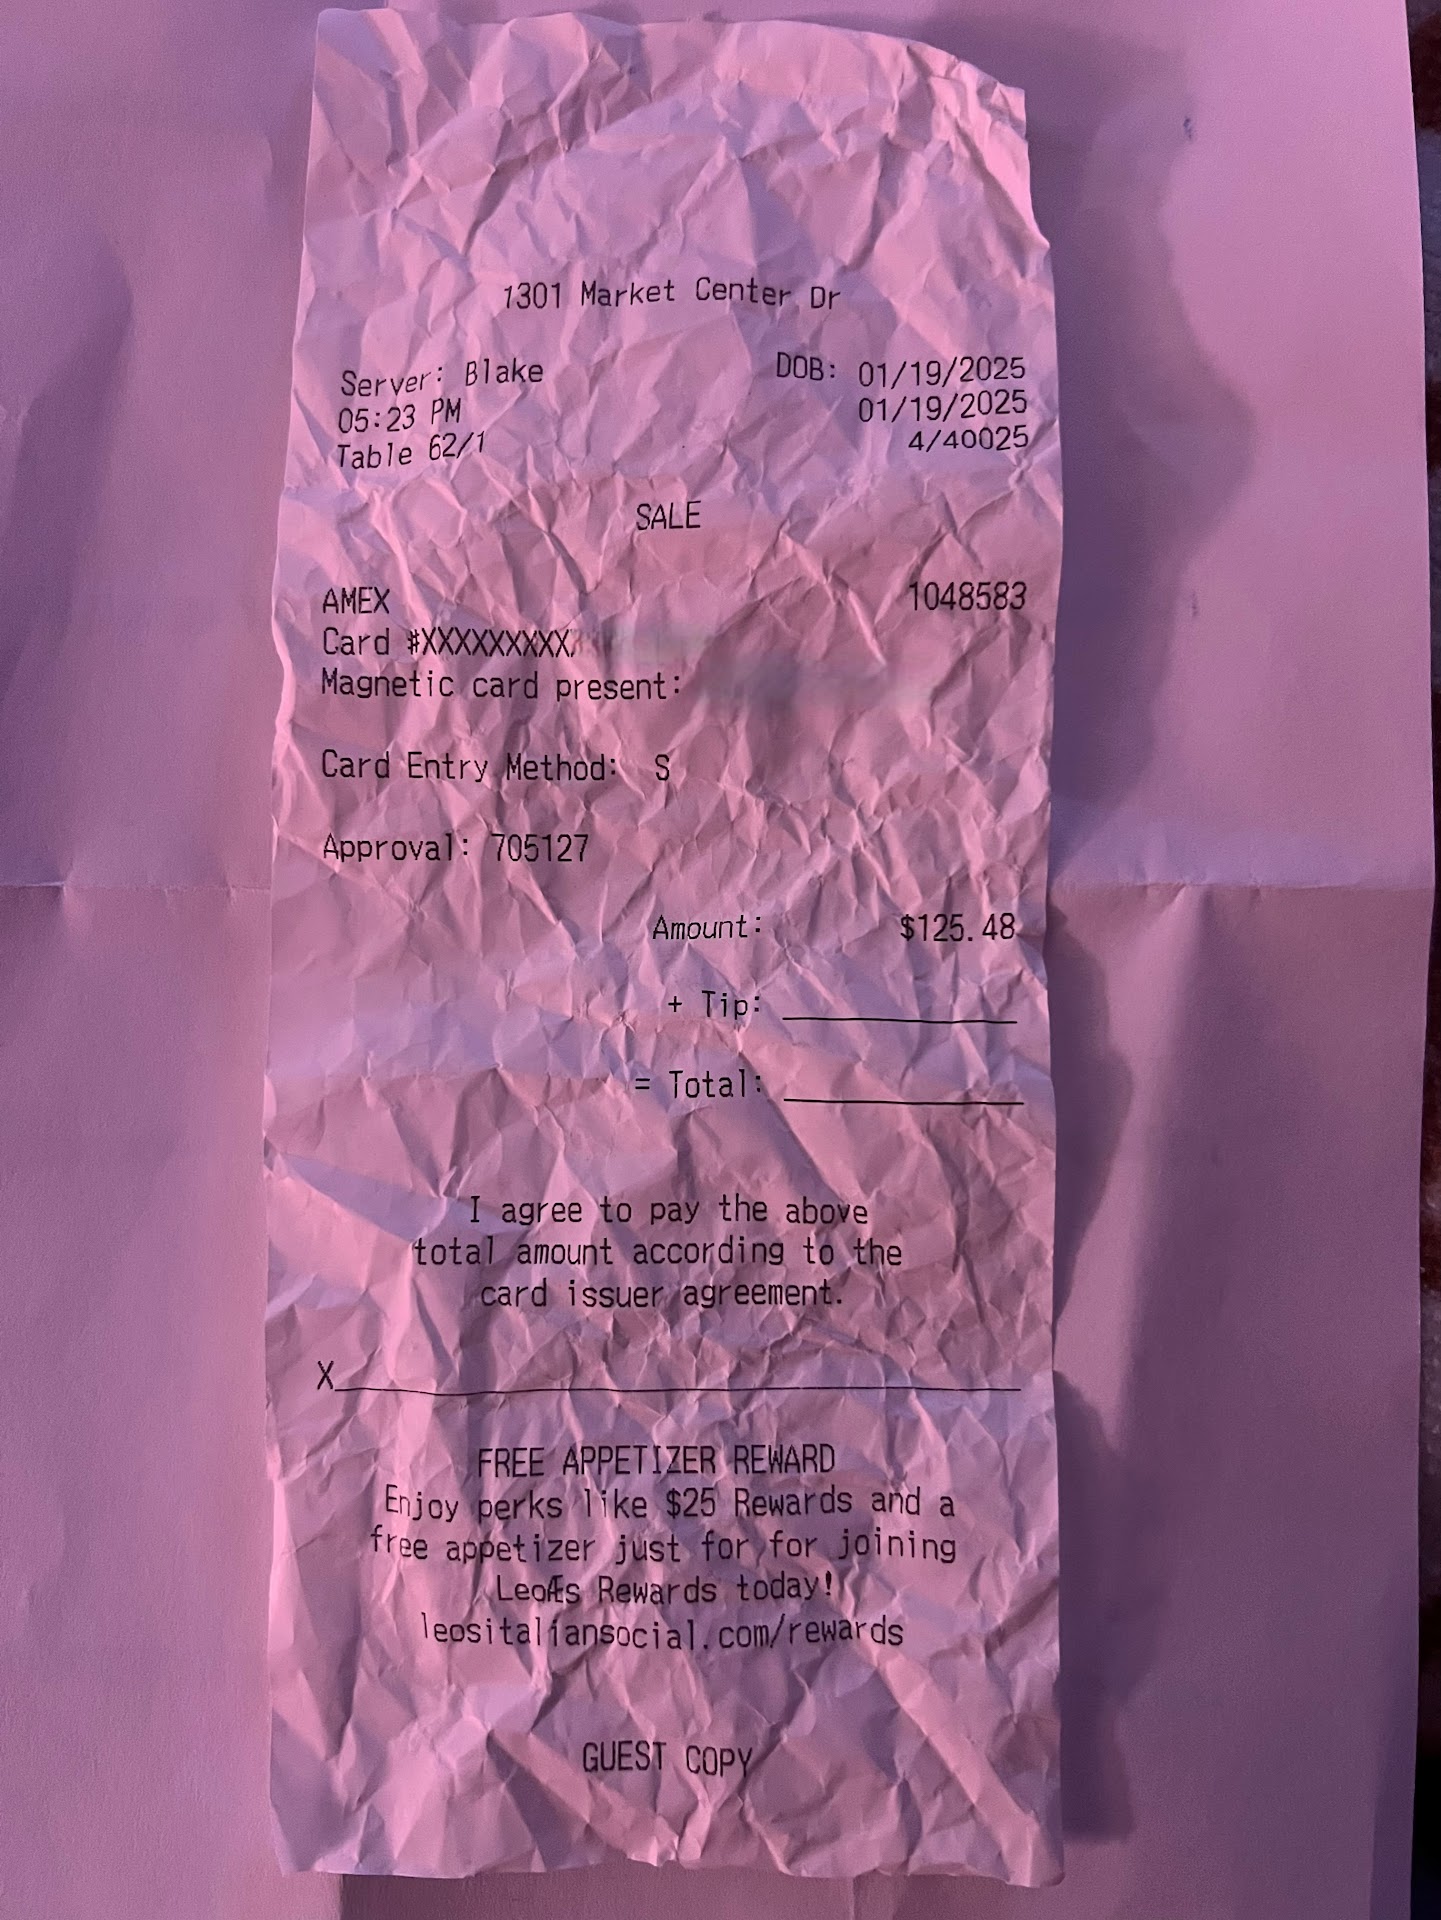 1301 Market Center Dr
Server: Blake DOB: 01/19/2025
05:23 PM 01/19/2025
Table 62/1 4/40025
SALE
AMEX 1048583
Card #XXXXXXXXX
Magnetic card present:
Card Entry Method: S
Approval: 705127
Amount: $125.48
+ Tip:
= Total:
I agree to pay the above
total amount according to the
card issuer agreement.
X
FREE APPETIZER REWARD
Enjoy perks like $25 Rewards and a
free appetizer just for for joining
LeoÆs Rewards today!
leositaliansocial.com/rewards
GUEST COPY